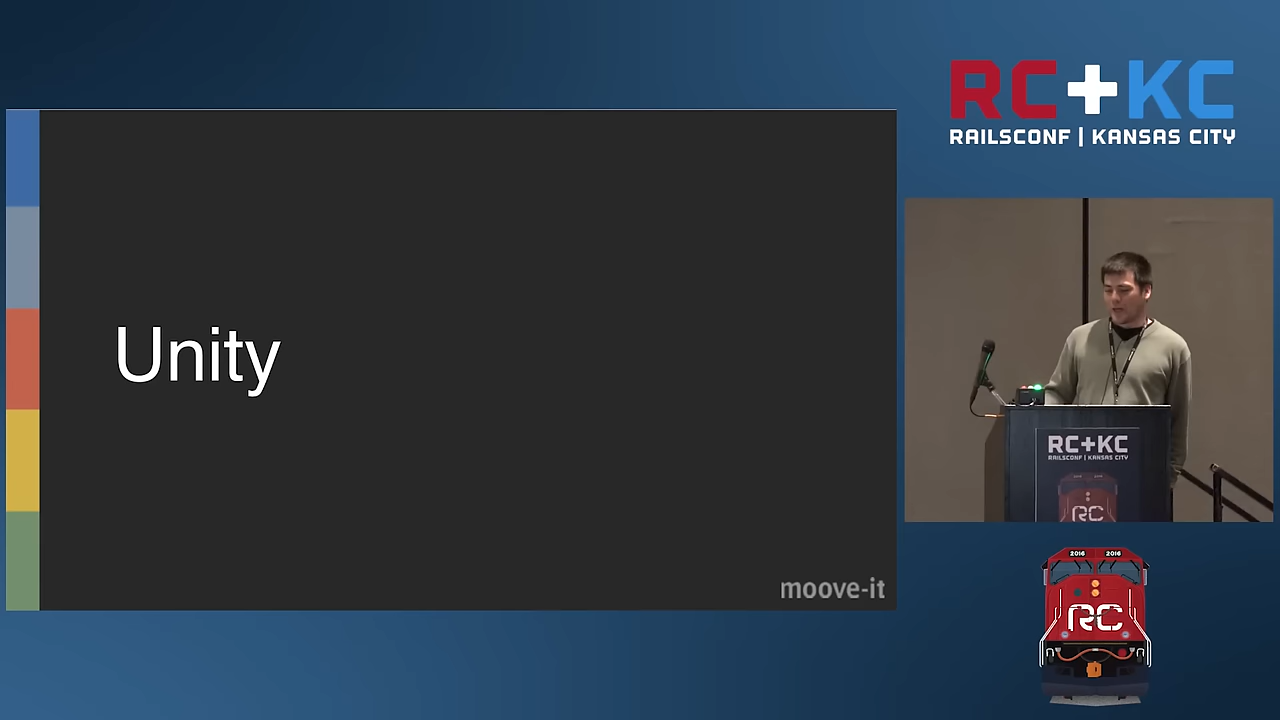 Unity
moove-it
RC+KC
RAILSCONF | KANSAS CITY
RC+KC
RAILSCONF | KANSAS CITY
RC
2016 2016
RC